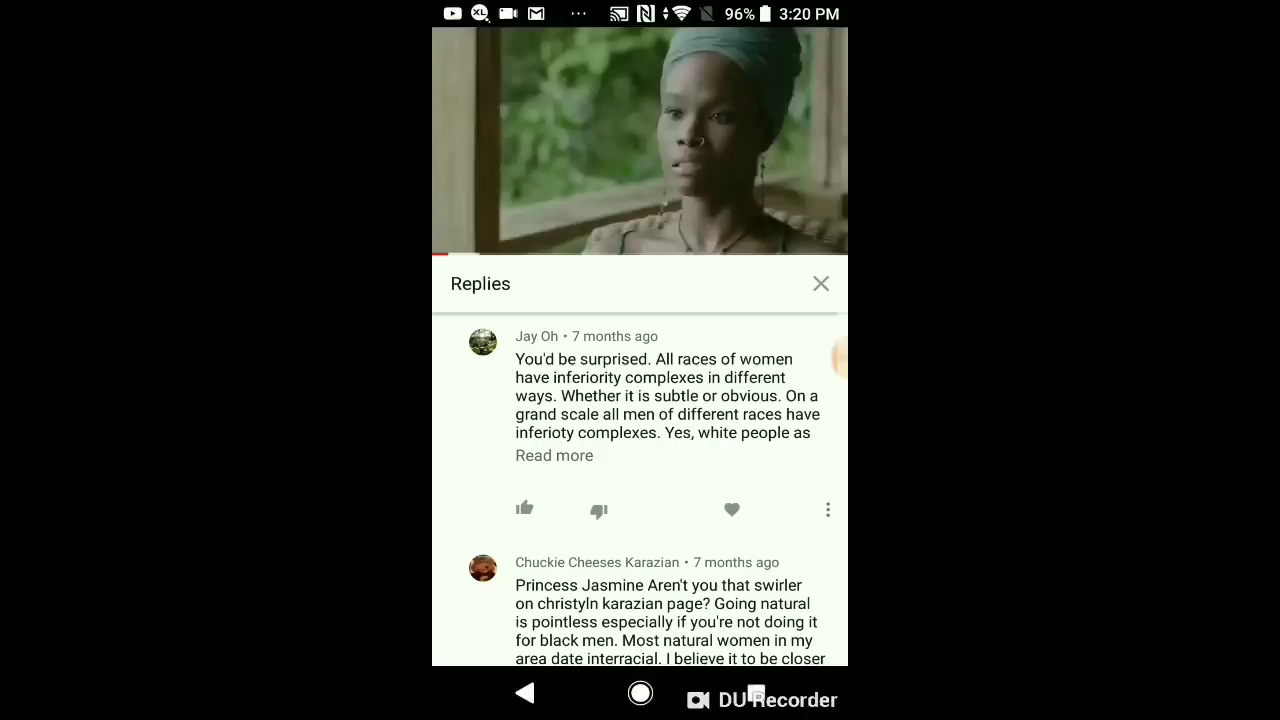 XL
96%
3:20 PM
Replies
Jay Oh • 7 months ago
You'd be surprised. All races of women
have inferiority complexes in different
ways. Whether it is subtle or obvious. On a
grand scale all men of different races have
inferioty complexes. Yes, white people as
Read more
Chuckie Cheeses Karazian • 7 months ago
Princess Jasmine Aren't you that swirler
on christyln karazian page? Going natural
is pointless especially if you're not doing it
for black men. Most natural women in my
area date interracial. I believe it to be closer
DU Recorder